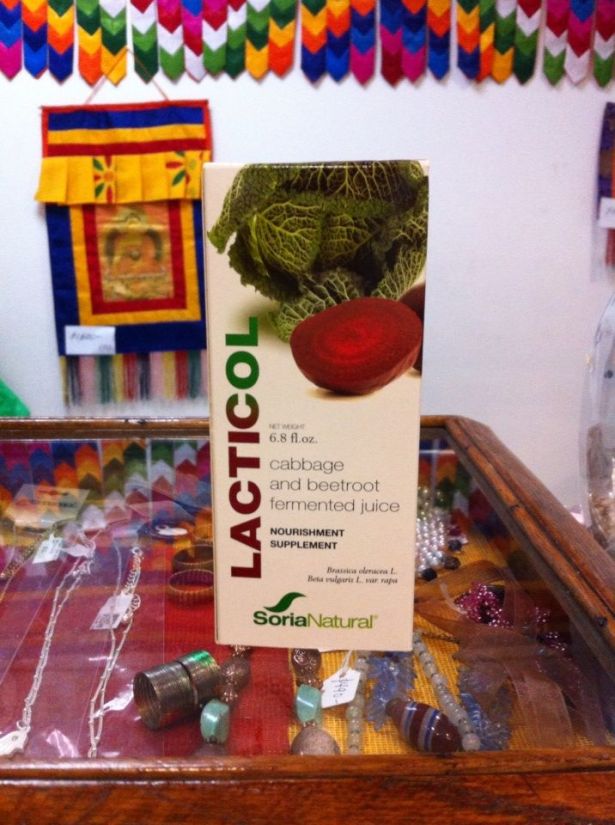 LACTICOL
NET WEIGHT
6.8 fl.oz.
cabbage
and beetroot
fermented juice
NOURISHMENT
SUPPLEMENT
Brassica oleracea L.
Beta vulgaris L. var. rapa
SoriaNatural®